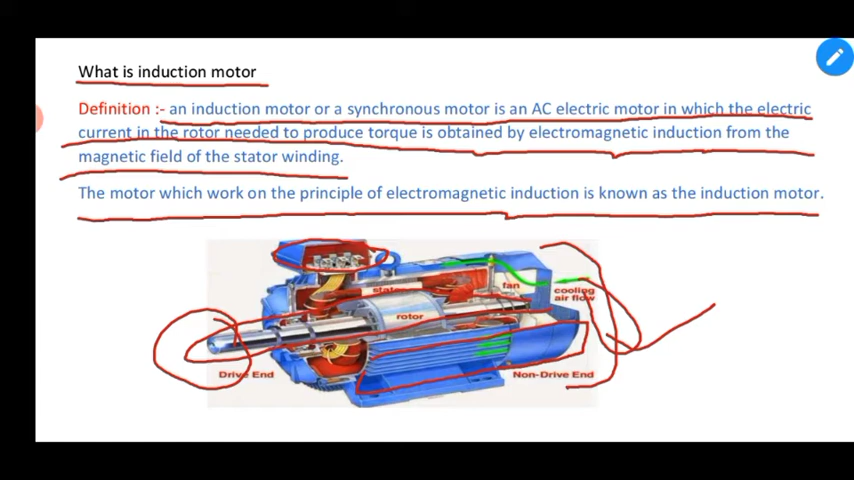 What is induction motor
Definition :- an induction motor or a synchronous motor is an AC electric motor in which the electric
current in the rotor needed to produce torque is obtained by electromagnetic induction from the
magnetic field of the stator winding.
The motor which work on the principle of electromagnetic induction is known as the induction motor.
fan
cooling
air flow
rotor
Drive End
Non-Drive End